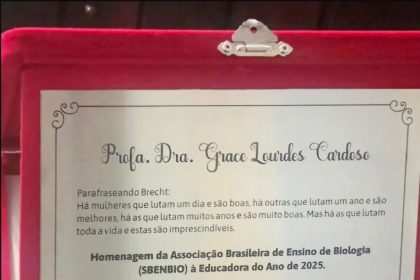 Profa. Dra. Grace Lourdes Cardoso
Parafraseando Brecht:
Há mulheres que lutam um dia e são boas, há outras que lutam um ano e são
melhores, há as que lutam muitos anos e são muito boas. Mas há as que lutam
toda a vida e estas são imprescindíveis.
Homenagem da Associação Brasileira de Ensino de Biologia
(SBENBIO) à Educadora do Ano de 2025.